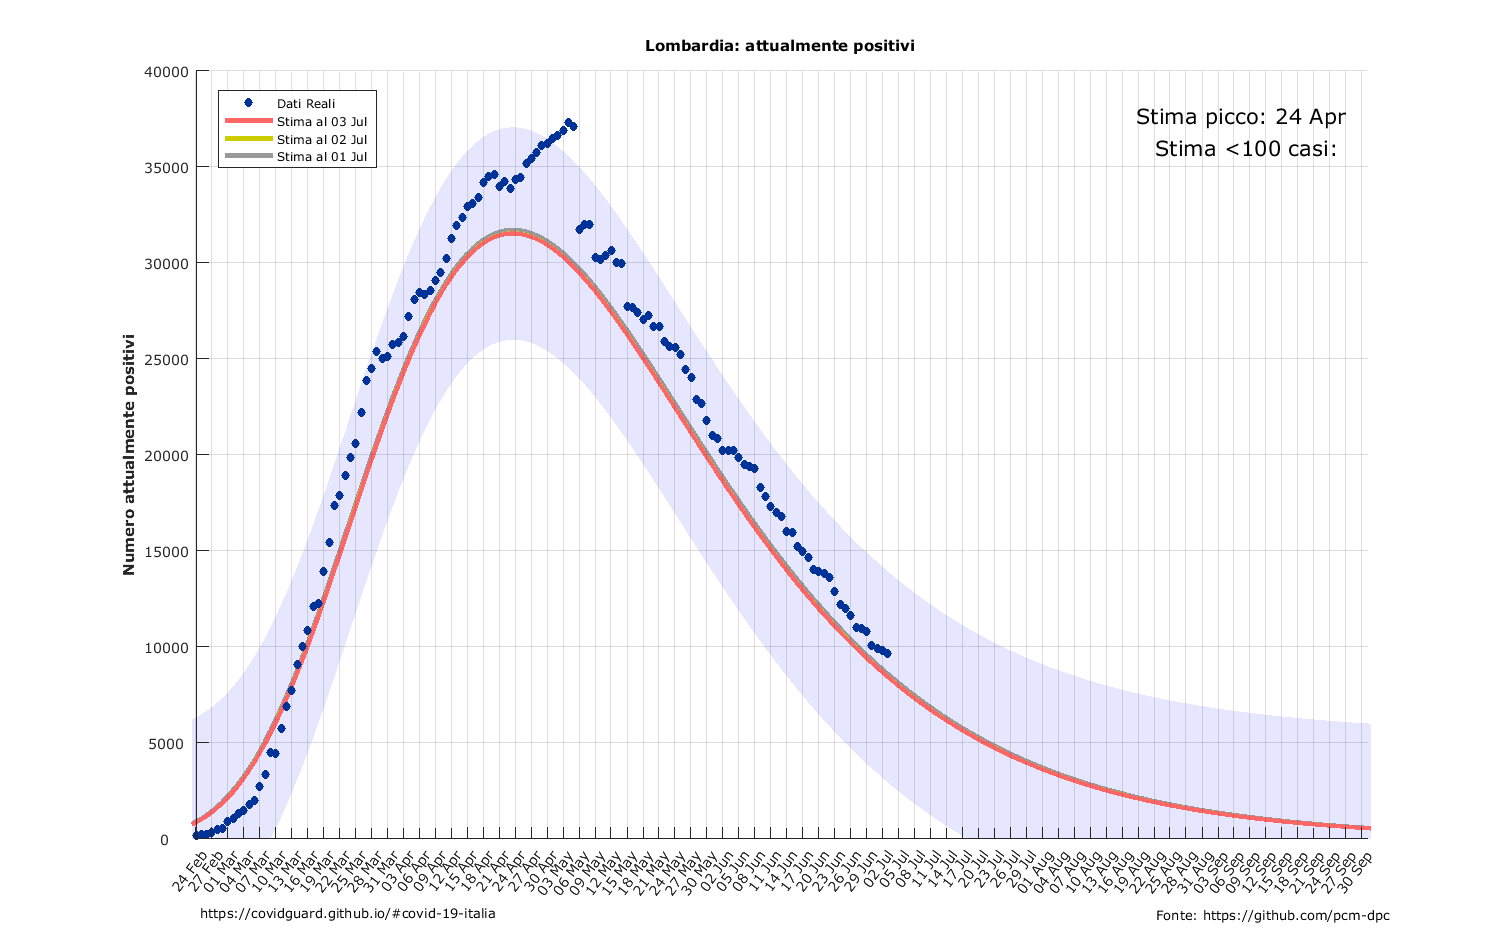 Lombardia: attualmente positivi
40000
35000
30000
25000
20000
15000
10000
5000
0
Numero attualmente positivi
Dati Reali
Stima al 03 Jul
Stima al 02 Jul
Stima al 01 Jul
Stima picco: 24 Apr
Stima <100 casi:
24 Feb
27 Feb
01 Mar
04 Mar
07 Mar
10 Mar
13 Mar
16 Mar
19 Mar
22 Mar
25 Mar
28 Mar
31 Mar
03 Apr
06 Apr
09 Apr
12 Apr
15 Apr
18 Apr
21 Apr
24 Apr
27 Apr
30 Apr
03 May
06 May
09 May
12 May
15 May
18 May
21 May
24 May
27 May
30 May
02 Jun
05 Jun
08 Jun
11 Jun
14 Jun
17 Jun
20 Jun
23 Jun
26 Jun
29 Jun
02 Jul
05 Jul
08 Jul
11 Jul
14 Jul
17 Jul
20 Jul
23 Jul
26 Jul
29 Jul
01 Aug
04 Aug
07 Aug
10 Aug
13 Aug
16 Aug
19 Aug
22 Aug
25 Aug
28 Aug
31 Aug
03 Sep
06 Sep
09 Sep
12 Sep
15 Sep
18 Sep
21 Sep
24 Sep
27 Sep
30 Sep
https://covidguard.github.io/#covid-19-italia
Fonte: https://github.com/pcm-dpc